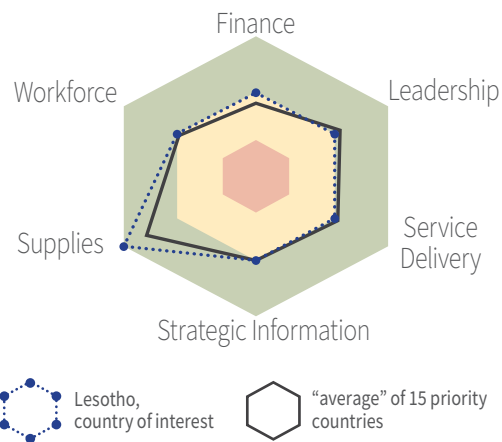 Finance
Workforce
Leadership
Supplies
Service
Delivery
Strategic Information
Lesotho,
country of interest
“average” of 15 priority
countries